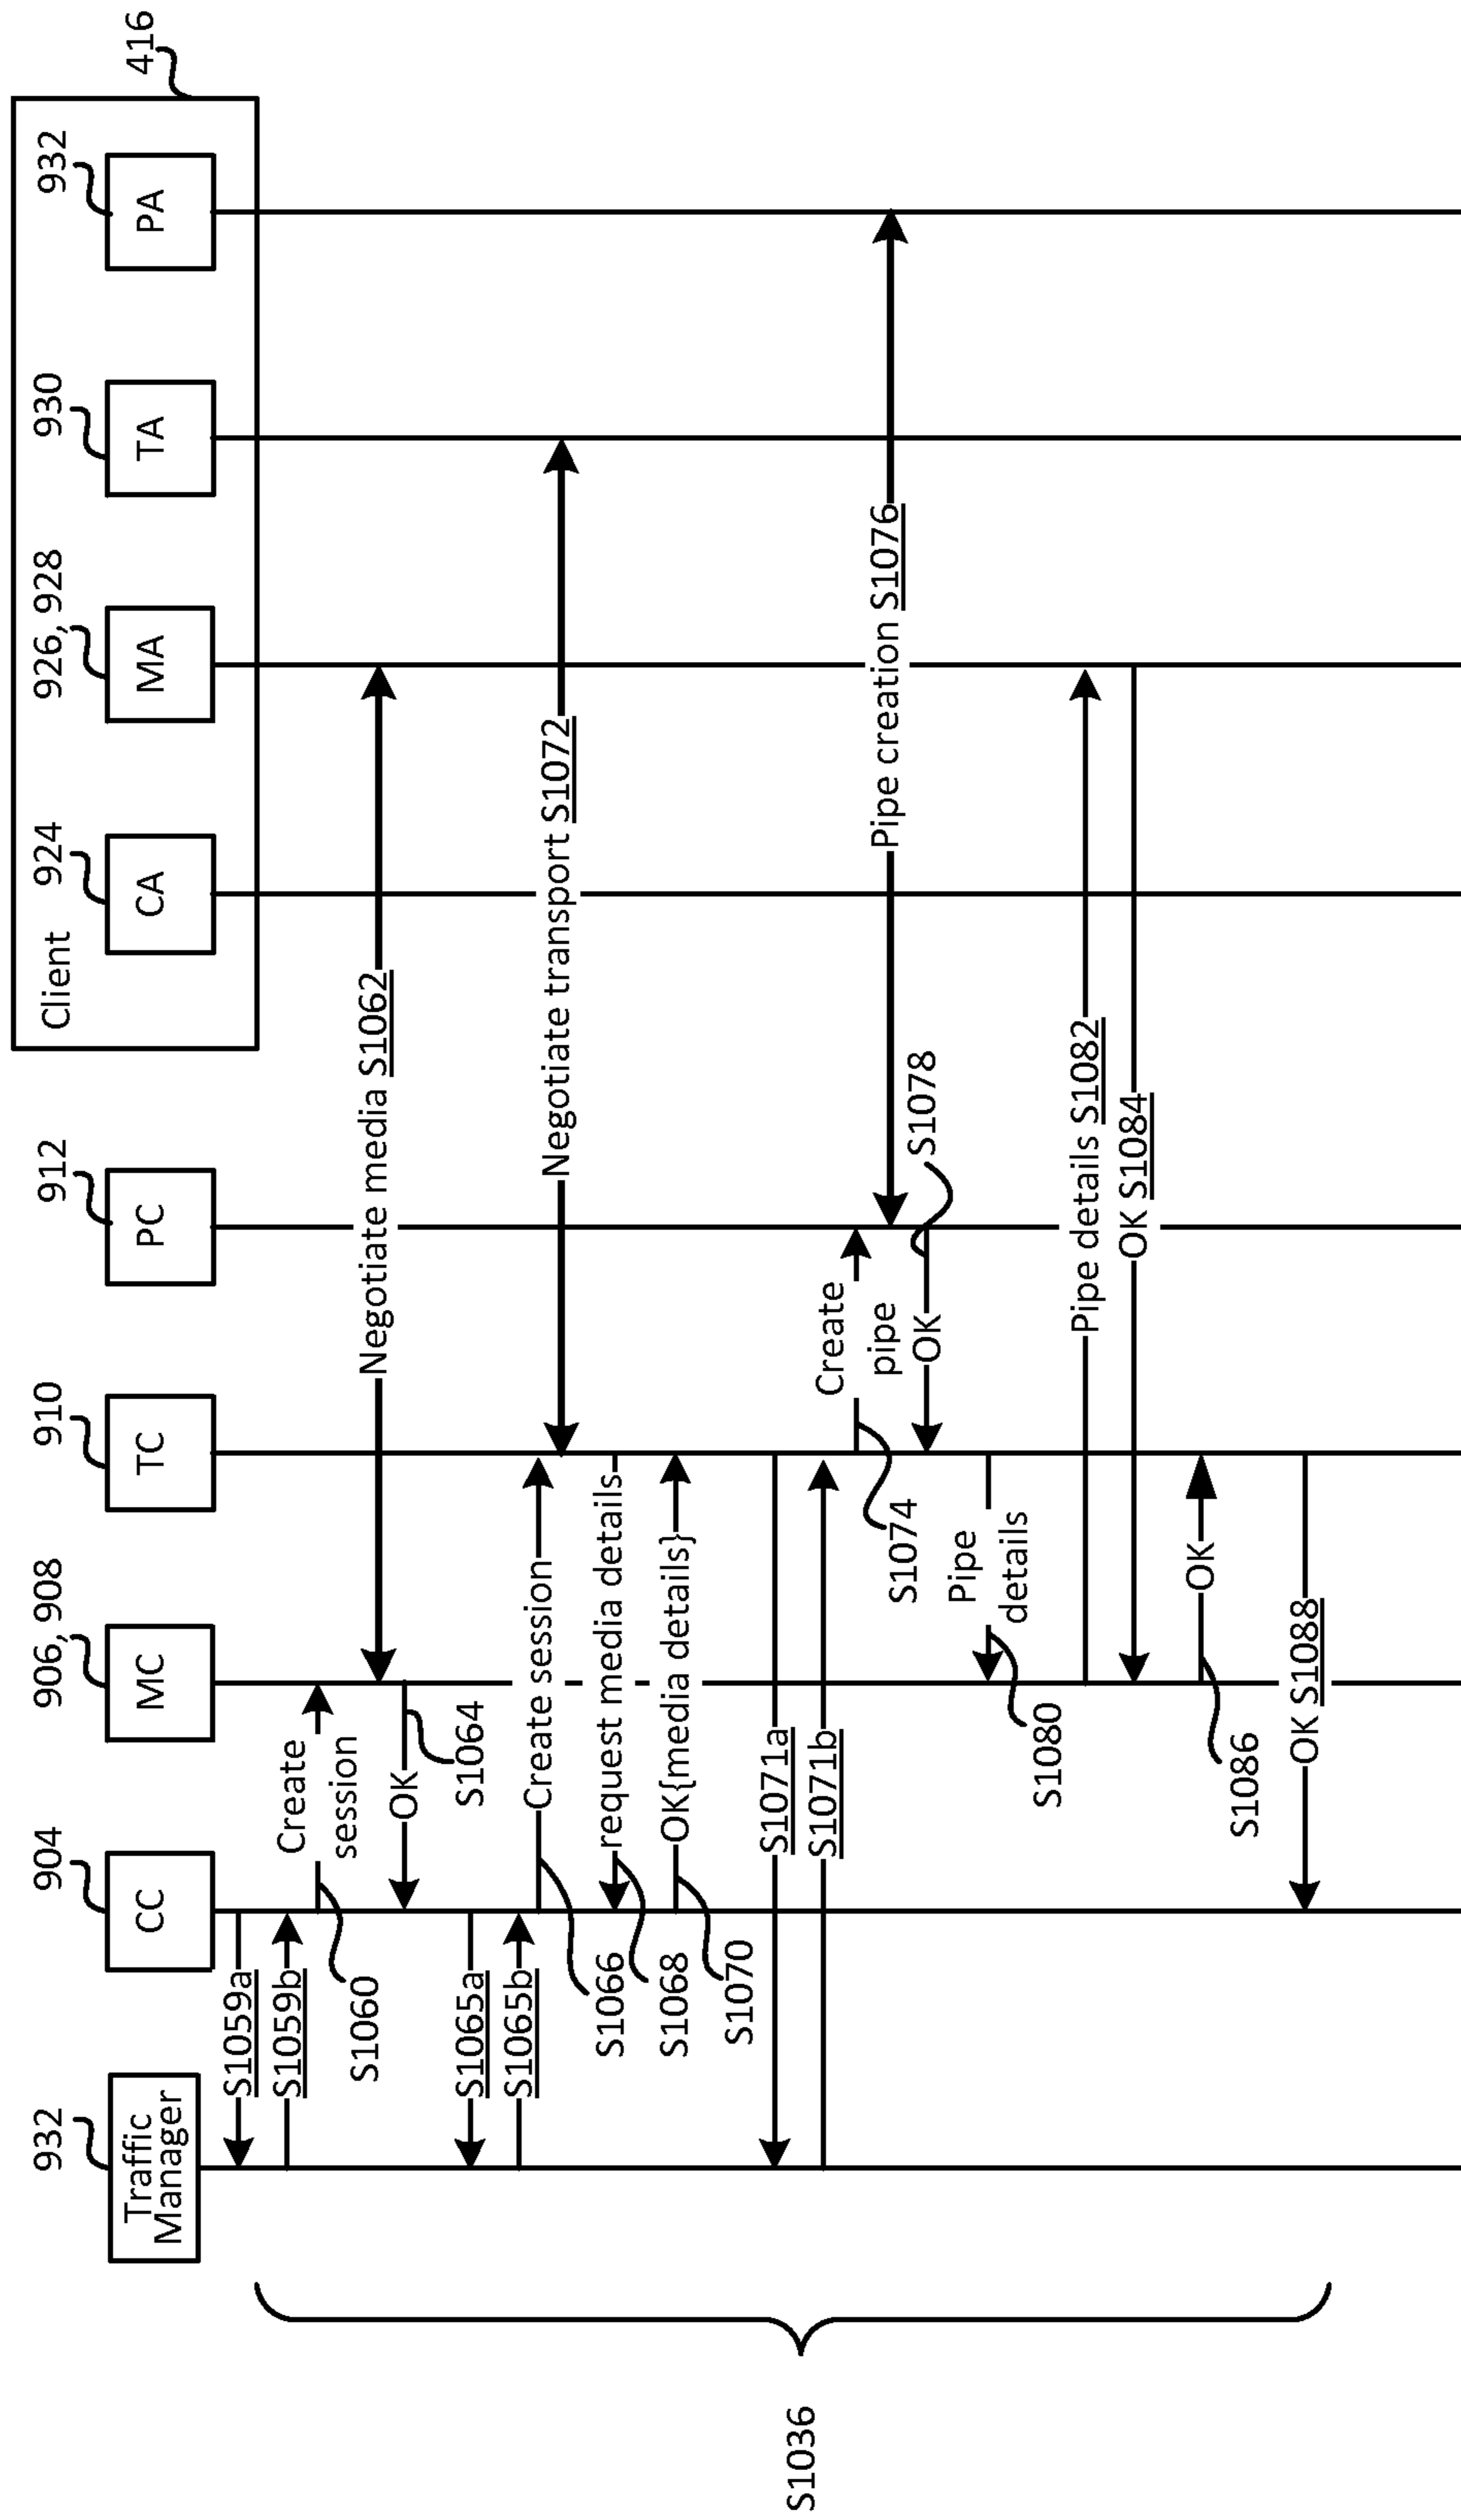 416
932
904
906, 908
910
912
924
926, 928
930
932
Client
Traffic
Manager
CC
MC
TC
PC
CA
MA
TA
PA
S1059a
S1059b
Create
session
S1060
Negotiate media S1062
OK
S1064
S1065a
S1065b
Create session
S1066
Negotiate transport S1072
request media details
S1068
OK{media details}
S1070
S1071a
S1071b
Create
pipe
S1074
Pipe creation S1076
OK
S1078
Pipe
details
S1080
Pipe details S1082
OK S1084
OK
S1086
OK S1088
S1036